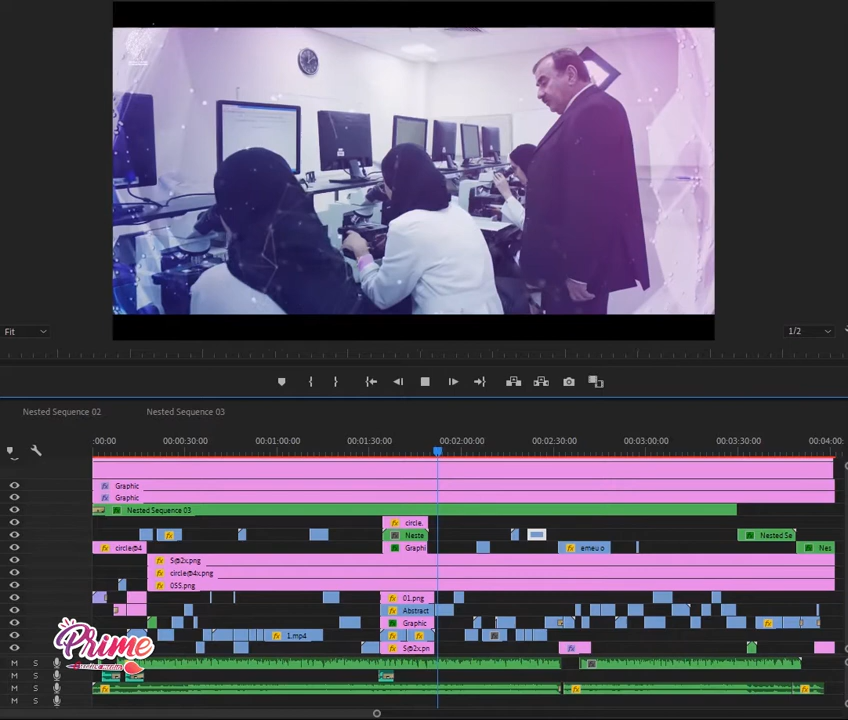 Fit
1/2
Nested Sequence 02
Nested Sequence 03
:00:00
00:00:30:00
00:01:00:00
00:01:30:00
00:02:00:00
00:02:30:00
00:03:00:00
00:03:30:00
00:04:0
Graphic
Graphic
Nested Sequence 03
circle.
Neste
Nested Se
circle@4
Graphi
emeu o
Nes
S@2x.png
circle@4x.png
055.png
01.png
Abstract
Graphic
1.mp4
S@2x.pn
Prime
M S
M S
M S
M S